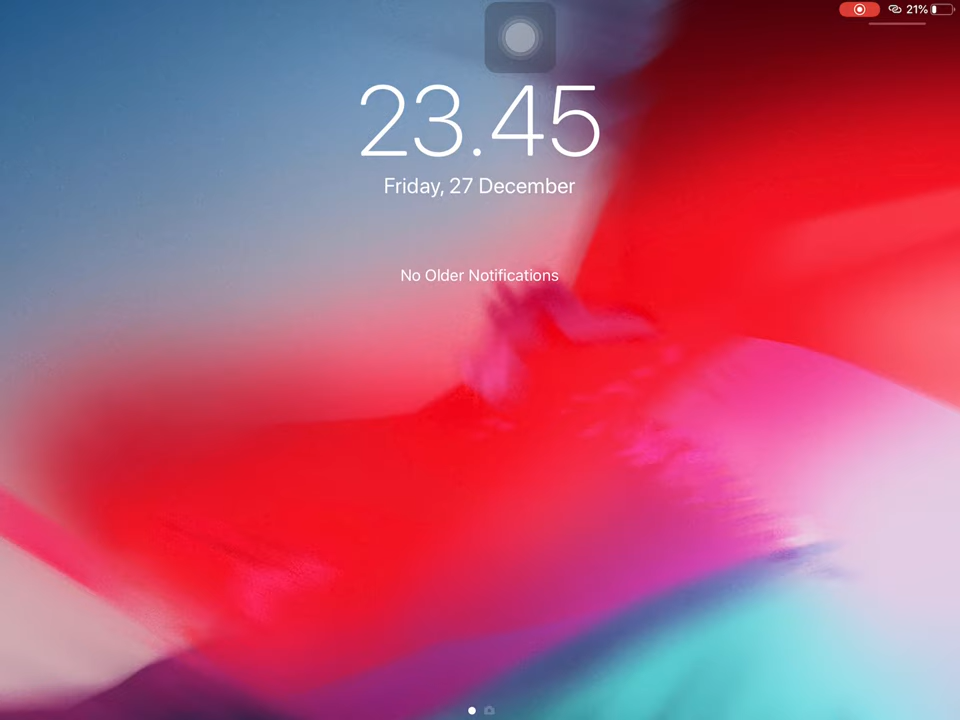 21%
23.45
Friday, 27 December
No Older Notifications